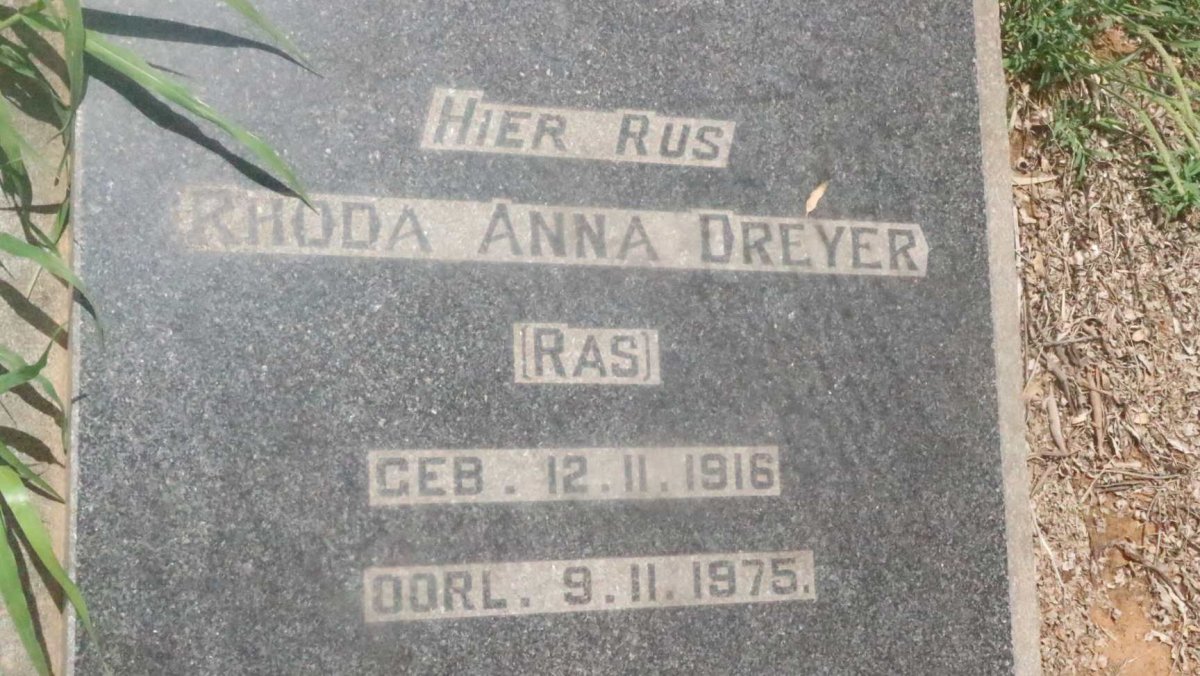 HIER RUS
RHODA ANNA DREYER
(RAS)
GEB. 12.11.1916
OORL. 9.11.1975.